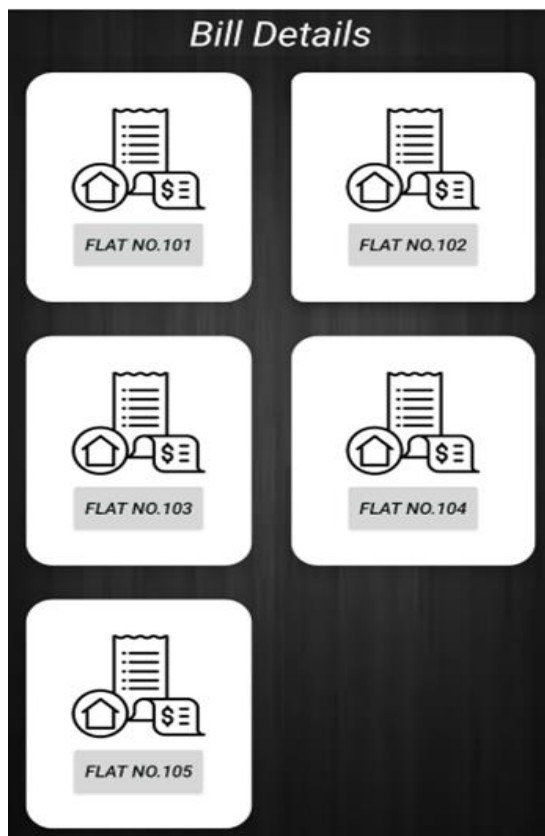 Bill Details
FLAT NO.101
FLAT NO.102
FLAT NO.103
FLAT NO.104
FLAT NO.105